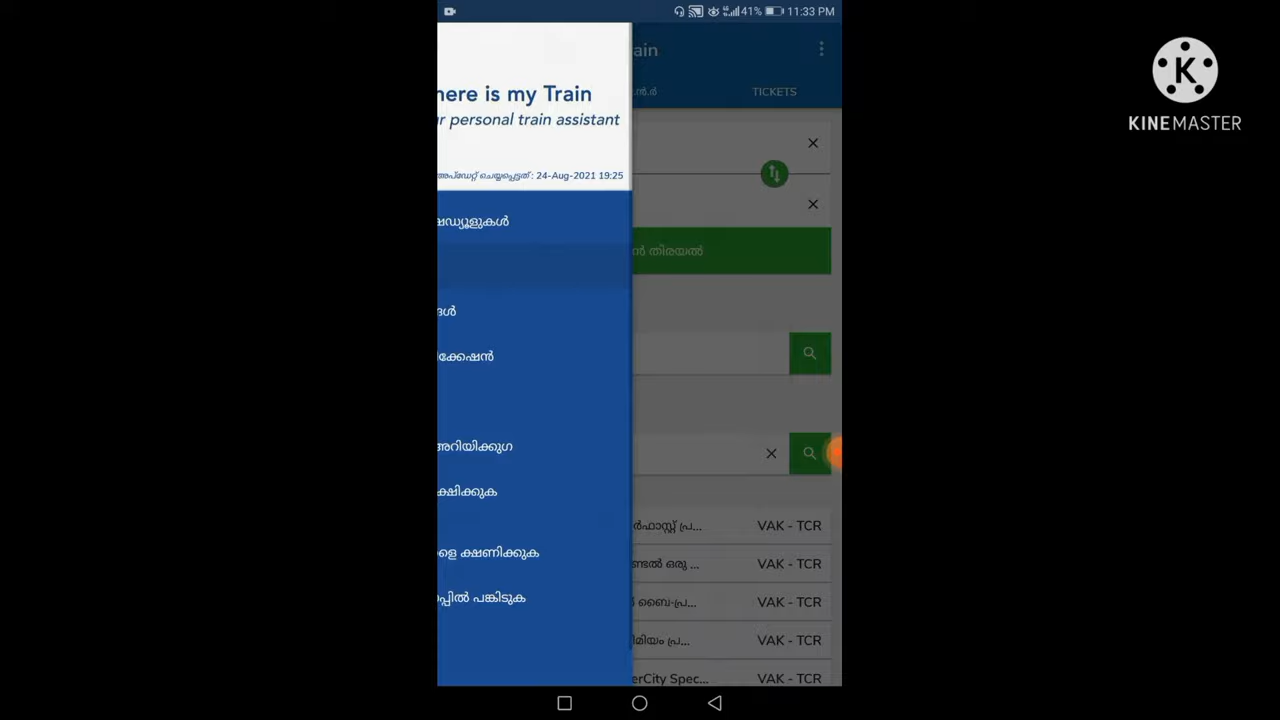 41% 11:33 PM
here is my Train
ain
r personal train assistant
TICKETS
അപ്ഡേറ്റ് ചെയ്യപ്പെട്ടത് : 24-Aug-2021 19:25
ഷഡ്യൂളുകൾ
ൻ തിരയൽ
ങൾ
ക്കേഷൻ
അറിയിക്കുഗ
ക്ഷിക്കുക
ർഫാസ്റ്റ് പ്ര... VAK - TCR
ളെ ക്ഷണിക്കുക
ണ്ടൽ ഒരു ... VAK - TCR
പ്പിൽ പങ്കിടുക
ബൈ-പ്ര... VAK - TCR
ിമിയം പ്ര... VAK - TCR
erCity Spec... VAK - TCR
K
KINEMASTER